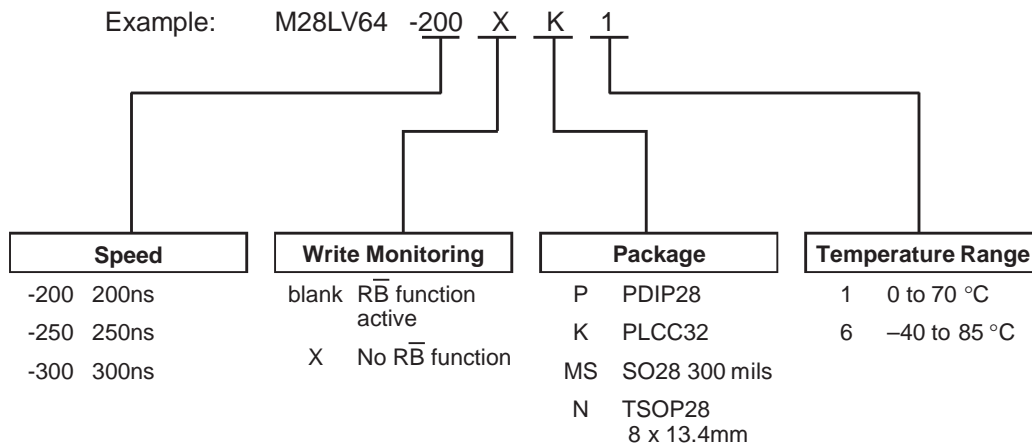 Example: M28LV64 -200 X K 1
Speed
-200 200ns
-250 250ns
-300 300ns
Write Monitoring
blank RB̅ function
active
X No RB̅ function
Package
P PDIP28
K PLCC32
MS SO28 300 mils
N TSOP28
8 x 13.4mm
Temperature Range
1 0 to 70 °C
6 –40 to 85 °C